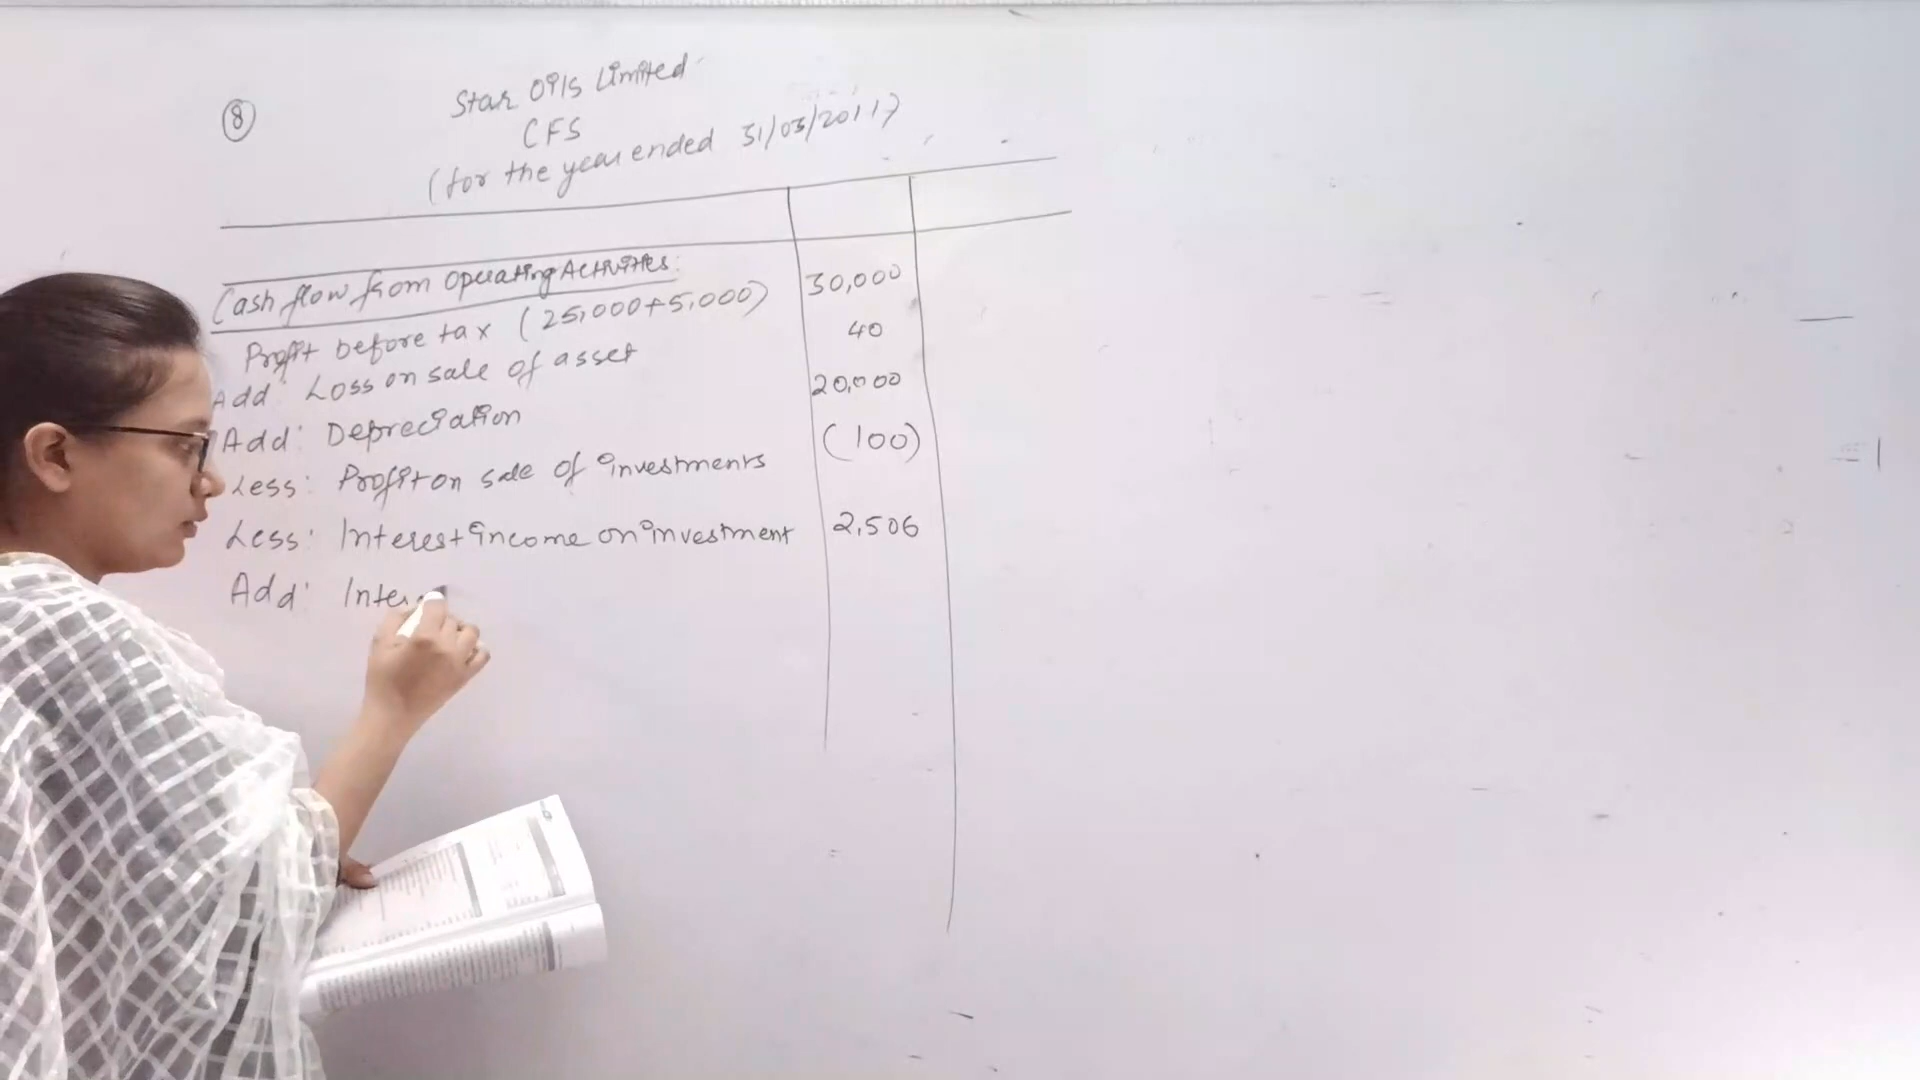 8
Star Oils Limited
CFS
(for the year ended 31/03/2011)
Cash flow from Operating Activities:
Profit before tax (25,000+5,000) 30,000
Add: Loss on sale of asset 40
Add: Depreciation 20,000
Less: Profit on sale of investments (100)
Less: Interest income on investment 2,506
Add: Inter